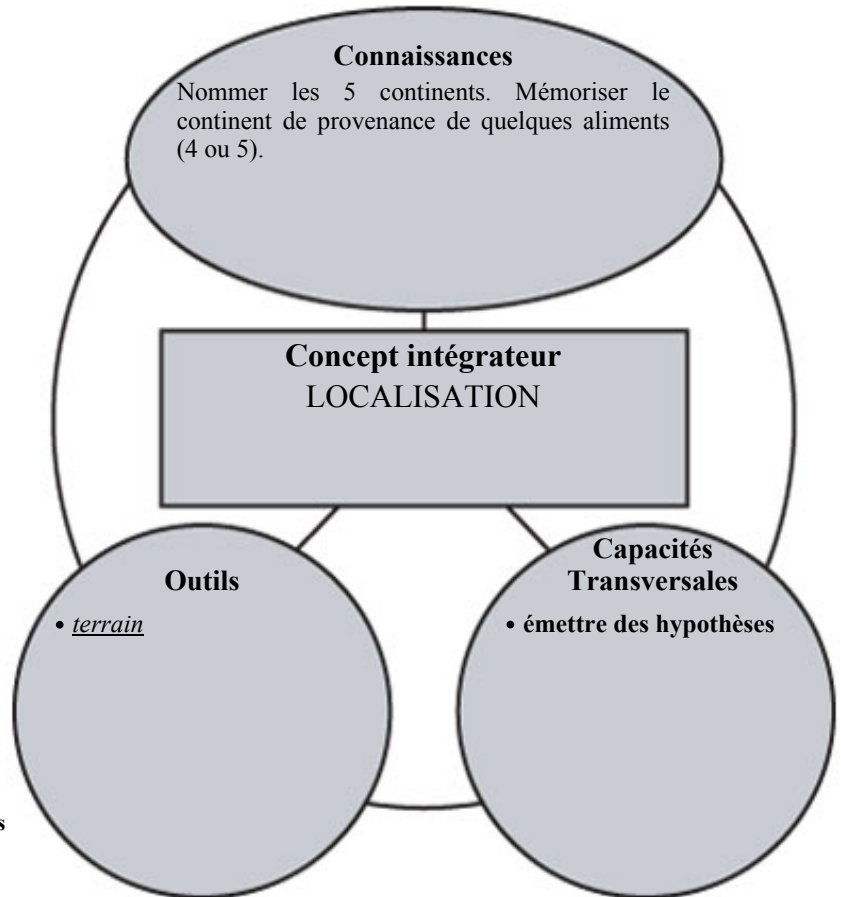 Connaissances
Nommer les 5 continents. Mémoriser le
continent de provenance de quelques aliments
(4 ou 5).
Concept intégrateur
LOCALISATION
Outils
• terrain
Capacités
Transversales
• émettre des hypothèses